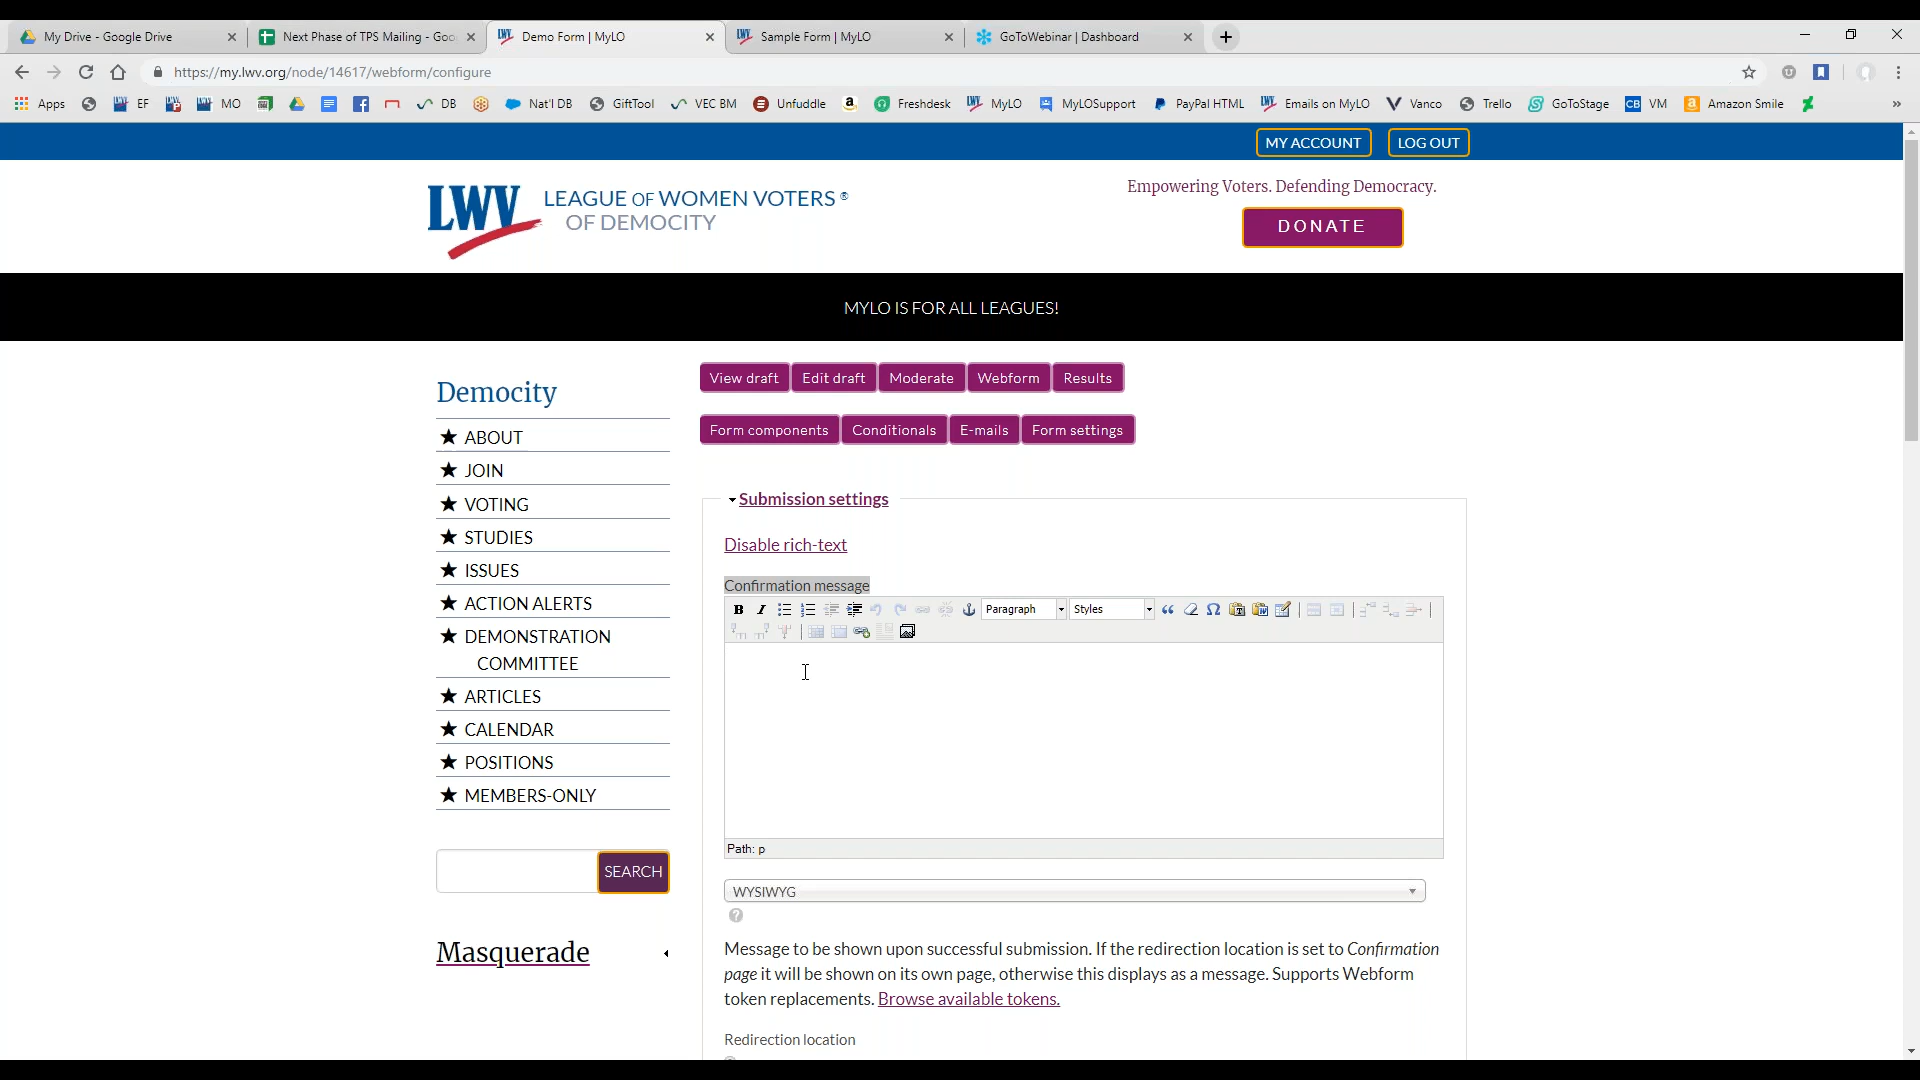 My Drive - Google Drive
Next Phase of TPS Mailing - Goo
Demo Form | MyLO
Sample Form | MyLO
GoToWebinar | Dashboard
https://my.lwv.org/node/14617/webform/configure
Apps
EF
MO
DB
Nat'l DB
GiftTool
VEC BM
Unfuddle
Freshdesk
MyLO
MyLOSupport
PayPal HTML
Emails on MyLO
Vanco
Trello
GoToStage
VM
Amazon Smile
MY ACCOUNT
LOG OUT
LWV LEAGUE OF WOMEN VOTERS ®
OF DEMOCITY
Empowering Voters. Defending Democracy.
DONATE
MYLO IS FOR ALL LEAGUES!
View draft
Edit draft
Moderate
Webform
Results
Form components
Conditionals
E-mails
Form settings
Democity
★ ABOUT
★ JOIN
★ VOTING
★ STUDIES
★ ISSUES
★ ACTION ALERTS
★ DEMONSTRATION
COMMITTEE
★ ARTICLES
★ CALENDAR
★ POSITIONS
★ MEMBERS-ONLY
SEARCH
Masquerade
Submission settings
Disable rich-text
Confirmation message
B I Paragraph Styles
Path: p
WYSIWYG
Message to be shown upon successful submission. If the redirection location is set to Confirmation
page it will be shown on its own page, otherwise this displays as a message. Supports Webform
token replacements. Browse available tokens.
Redirection location